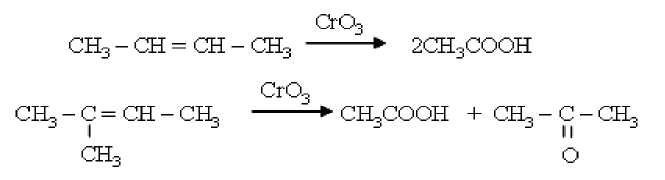 CrO₃
CH₃ – CH = CH – CH₃ → 2CH₃COOH
CrO₃
CH₃ – C = CH – CH₃ → CH₃COOH + CH₃ – C – CH₃
CH₃ O